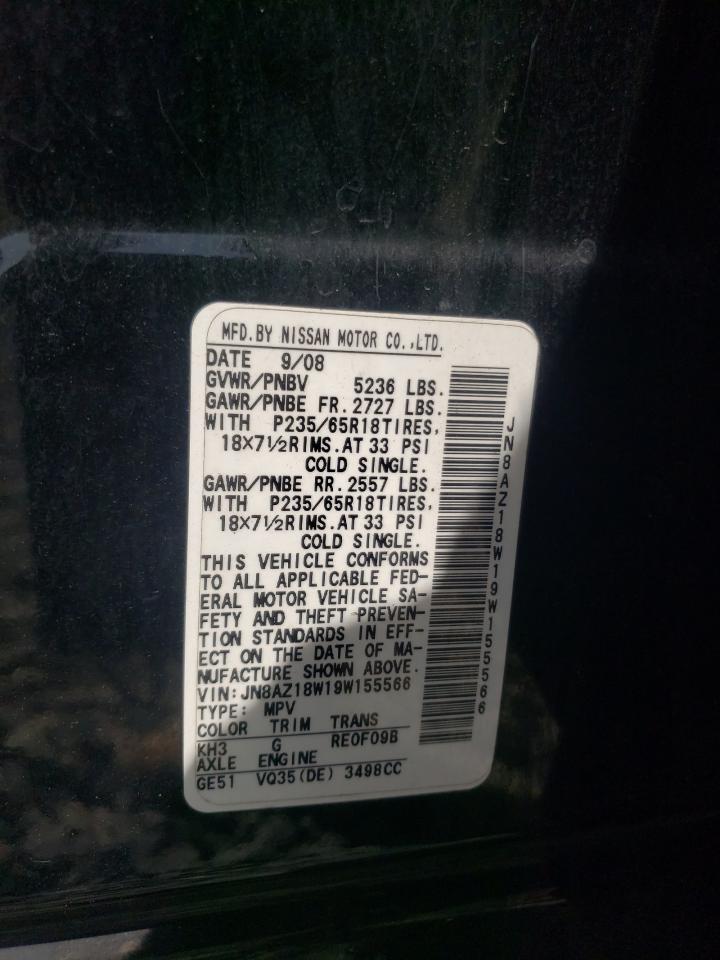 MFD.BY NISSAN MOTOR CO.,LTD.
DATE 9/08
GVWR/PNBV 5236 LBS.
GAWR/PNBE FR. 2727 LBS.
WITH P235/65R18TIRES,
18×7½RIMS.AT 33 PSI
COLD SINGLE.
GAWR/PNBE RR. 2557 LBS.
WITH P235/65R18TIRES,
18×7½RIMS.AT 33 PSI
COLD SINGLE.
THIS VEHICLE CONFORMS
TO ALL APPLICABLE FED-
ERAL MOTOR VEHICLE SA-
FETY AND THEFT PREVEN-
TION STANDARDS IN EFF-
ECT ON THE DATE OF MA-
NUFACTURE SHOWN ABOVE.
VIN:JN8AZ18W19W155566
TYPE: MPV
COLOR TRIM TRANS
KH3 G RE0F09B
AXLE ENGINE
GE51 VQ35(DE) 3498CC
JN8AZ18W19W155566